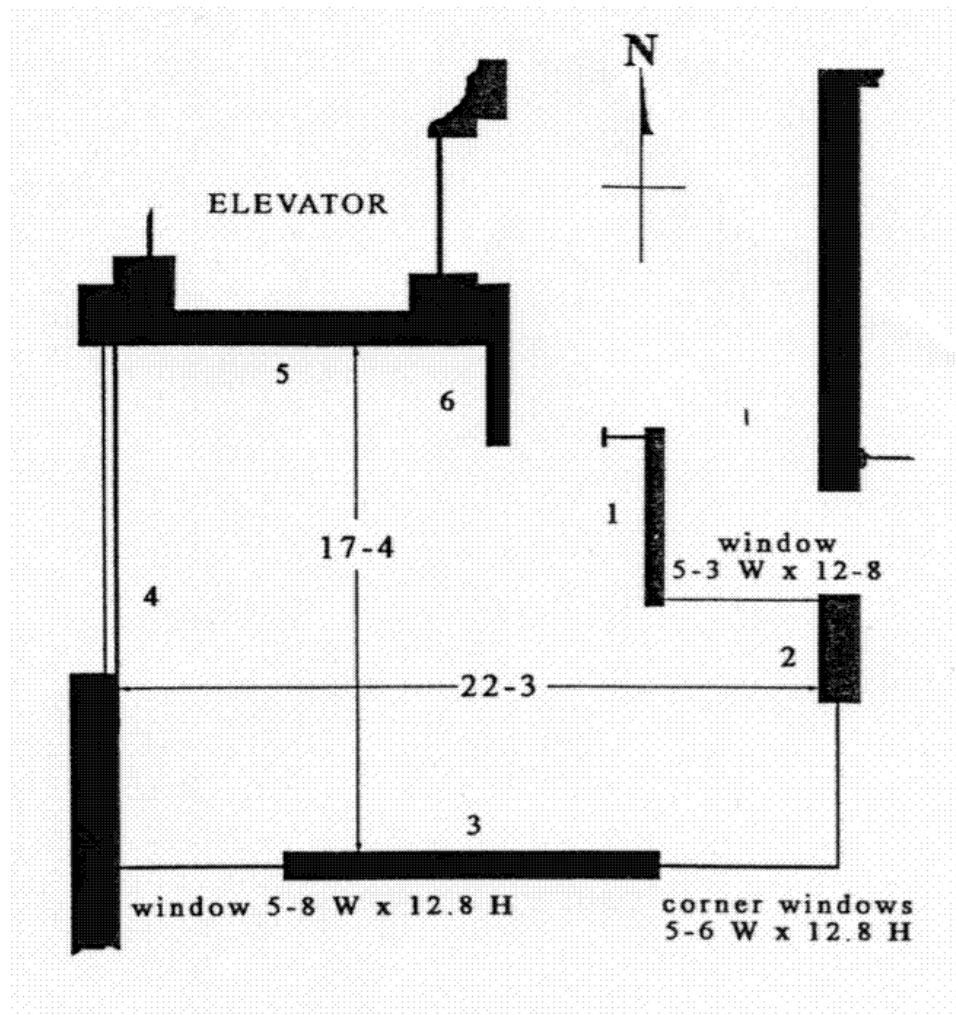 N
ELEVATOR
5
6
1
17-4
window
5-3 W x 12-8
4
2
22-3
3
window 5-8 W x 12.8 H
corner windows
5-6 W x 12.8 H